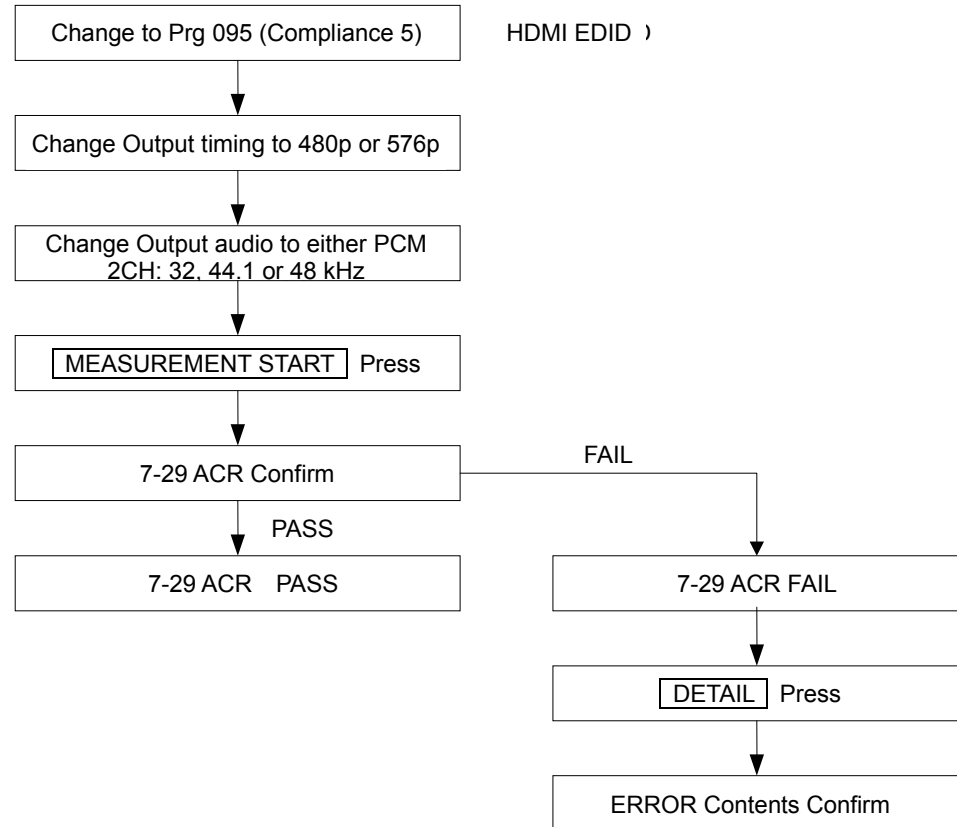 Change to Prg 095 (Compliance 5)
HDMI EDID
Change Output timing to 480p or 576p
Change Output audio to either PCM
2CH: 32, 44.1 or 48 kHz
MEASUREMENT START Press
7-29 ACR Confirm
FAIL
PASS
7-29 ACR PASS
7-29 ACR FAIL
DETAIL Press
ERROR Contents Confirm